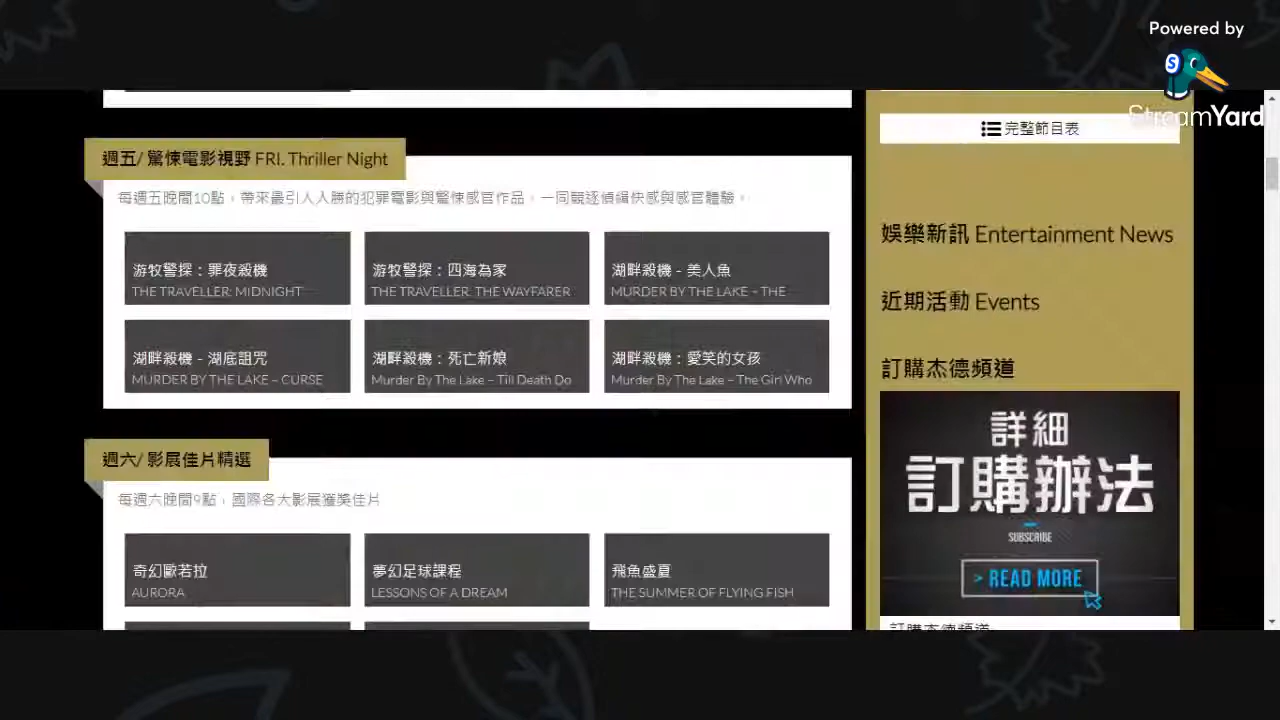 Powered by
StreamYard
完整節目表
週五/ 驚悚電影視野 FRI. Thriller Night
每週五晚間10點，帶來最引人入勝的犯罪電影與驚悚感官作品，一同競逐偵緝快感與感官體驗。
游牧警探：罪夜殺機
THE TRAVELLER: MIDNIGHT
游牧警探：四海為家
THE TRAVELLER: THE WAYFARER
湖畔殺機 - 美人魚
MURDER BY THE LAKE – THE
湖畔殺機 - 湖底詛咒
MURDER BY THE LAKE – CURSE
湖畔殺機：死亡新娘
Murder By The Lake – Till Death Do
湖畔殺機：愛笑的女孩
Murder By The Lake – The Girl Who
週六/ 影展佳片精選
每週六晚間9點，國際各大影展獲獎佳片
奇幻歐若拉
AURORA
夢幻足球課程
LESSONS OF A DREAM
飛魚盛夏
THE SUMMER OF FLYING FISH
娛樂新訊 Entertainment News
近期活動 Events
訂購杰德頻道
詳細
訂購辦法
SUBSCRIBE
> READ MORE
訂購杰德頻道